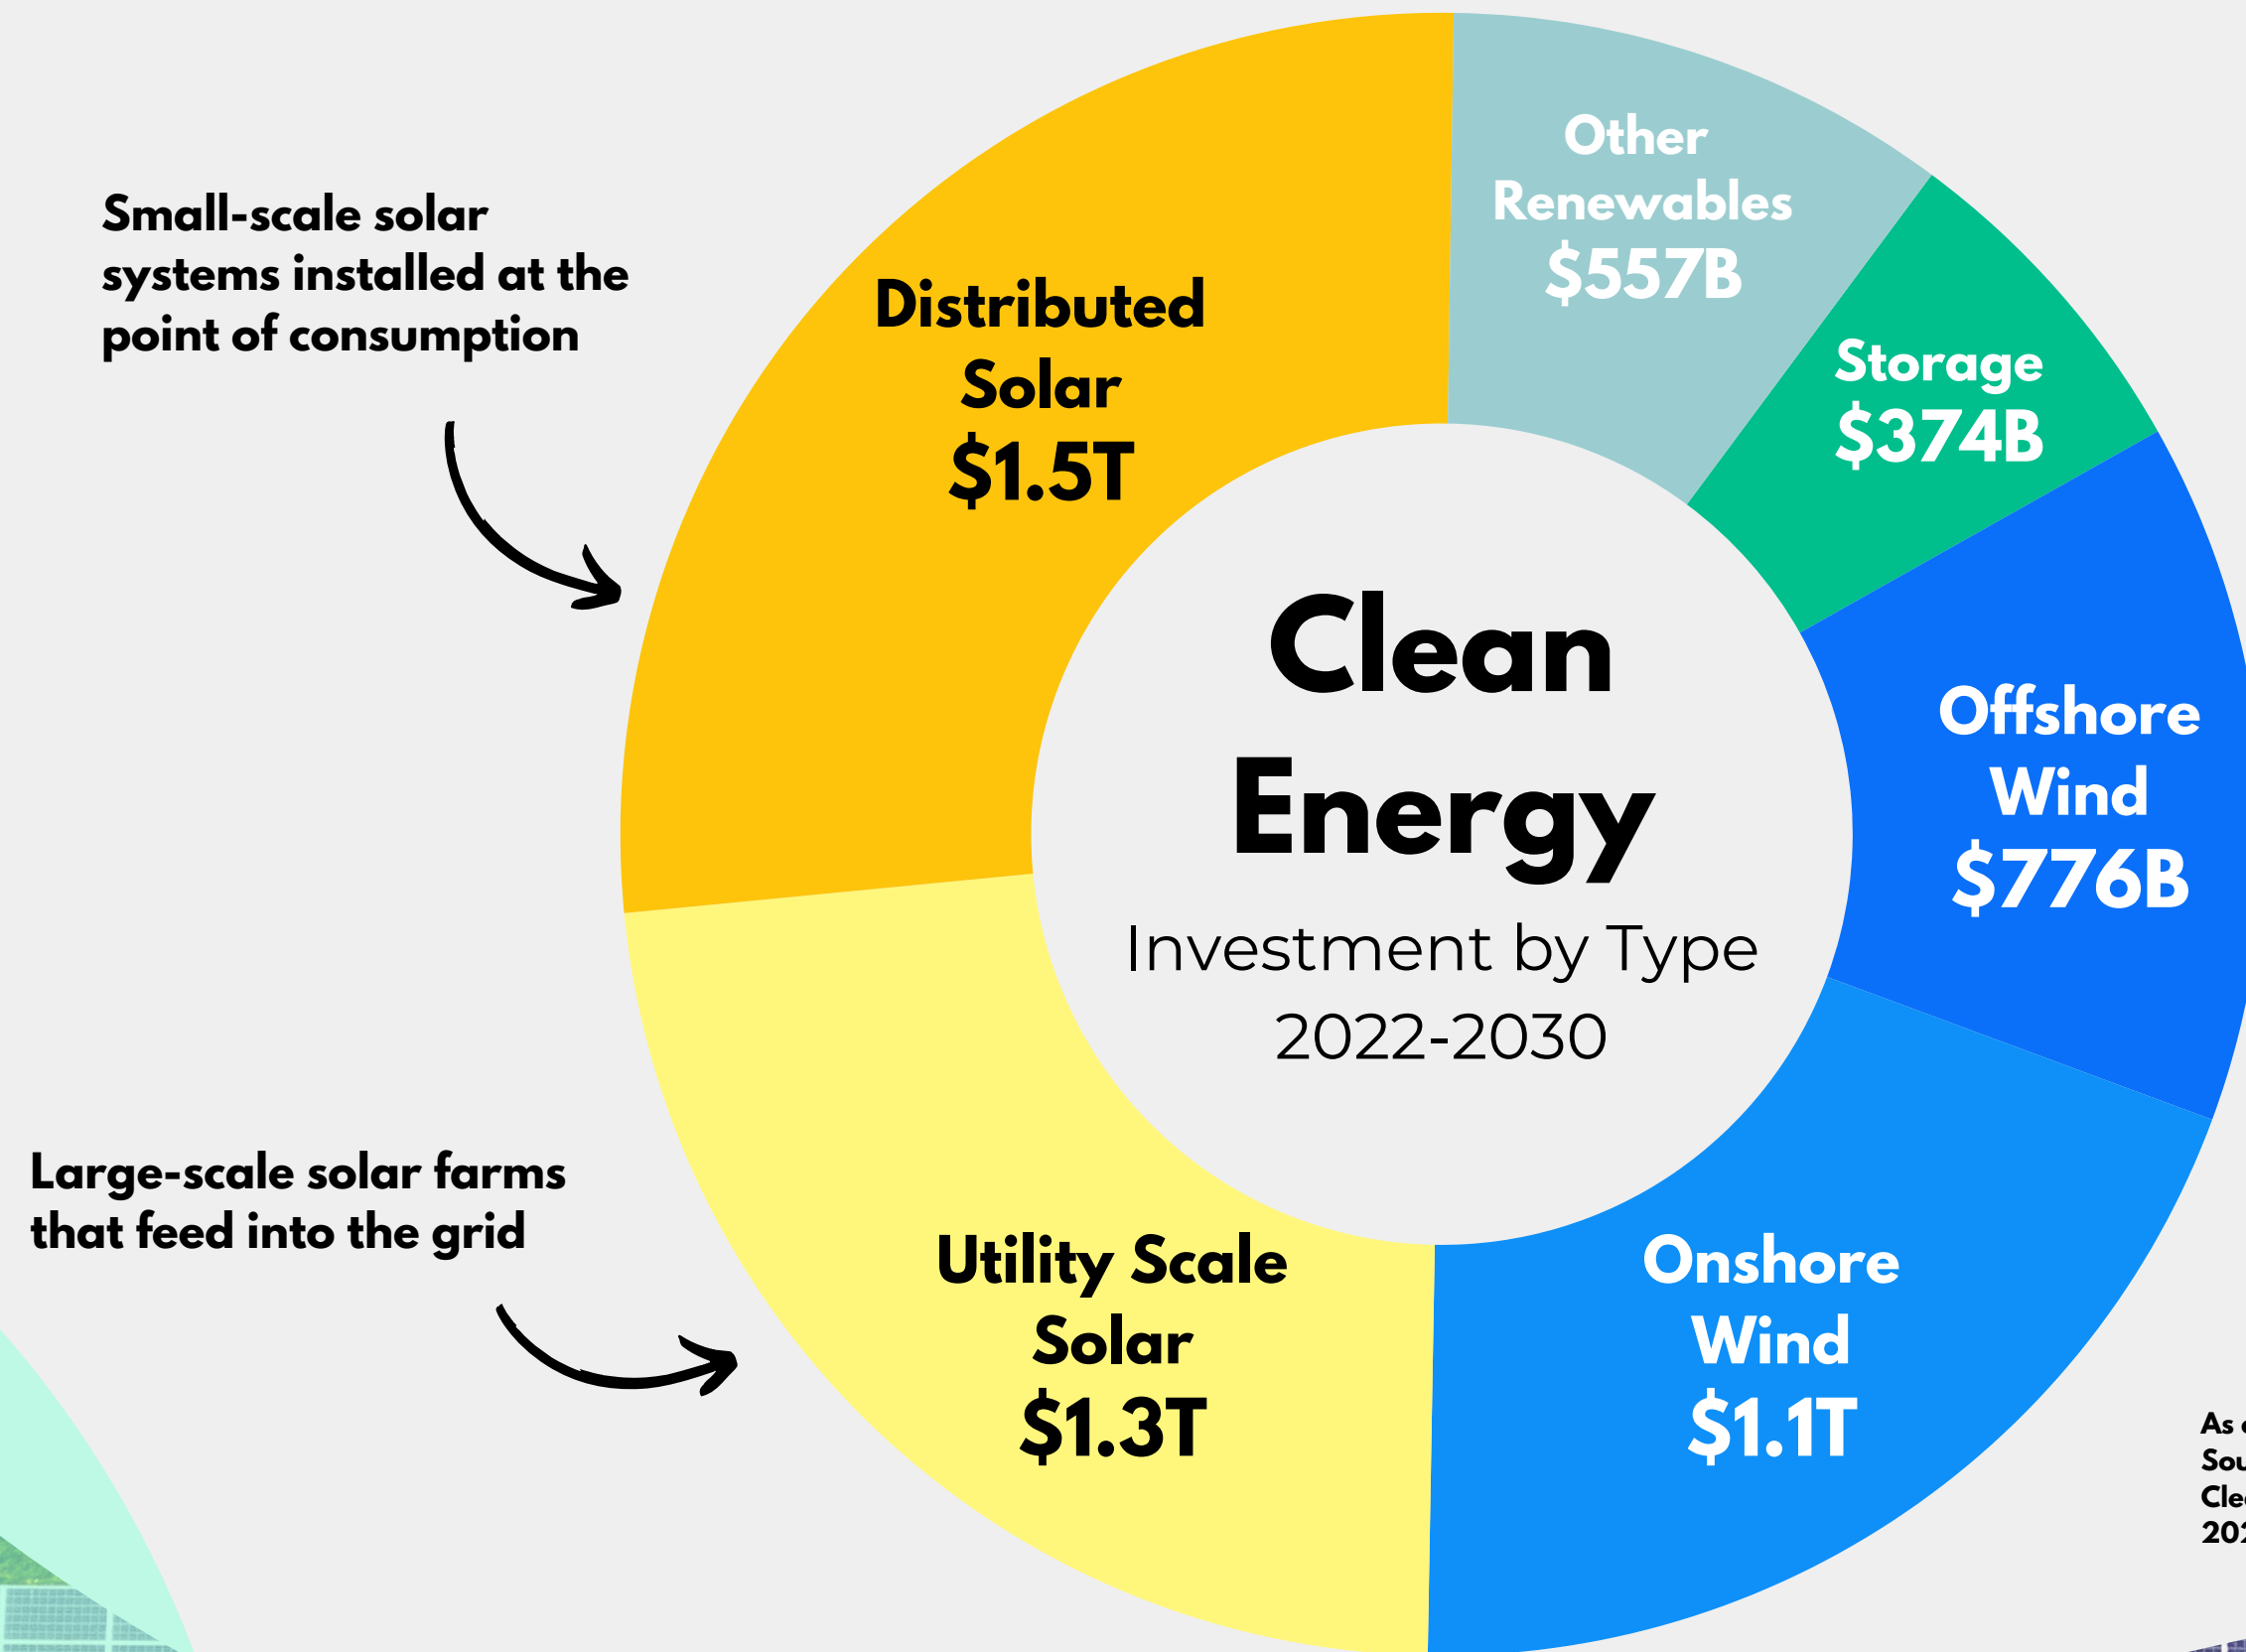 Small-scale solar
systems installed at the
point of consumption
Distributed
Solar
$1.5T
Other
Renewables
$557B
Storage
$374B
Offshore
Wind
$776B
Clean
Energy
Investment by Type
2022-2030
Large-scale solar farms
that feed into the grid
Utility Scale
Solar
$1.3T
Onshore
Wind
$1.1T
As